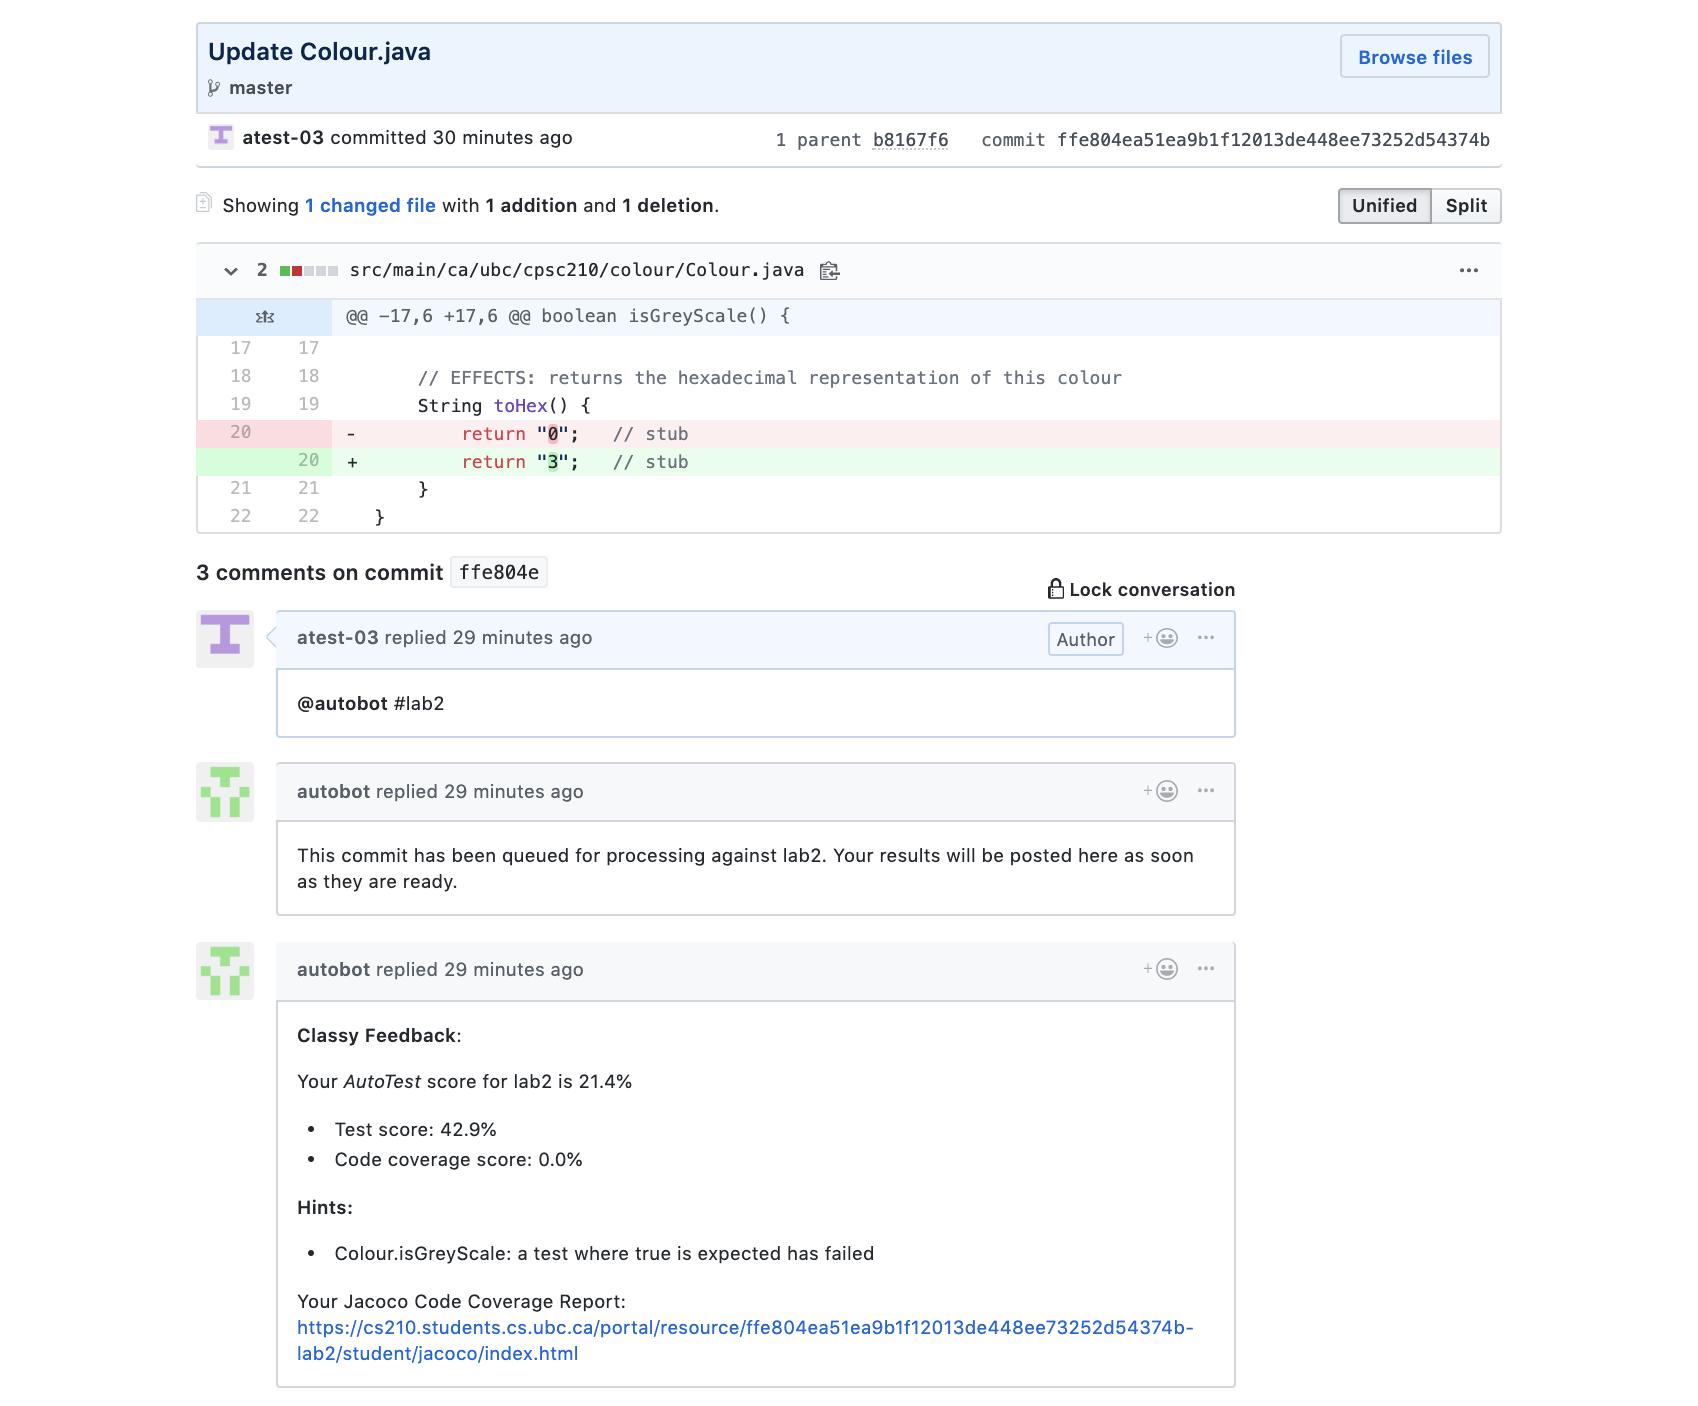 Update Colour.java
Browse files
master
atest-03 committed 30 minutes ago
1 parent b8167f6 commit ffe804ea51ea9b1f12013de448ee73252d54374b
Showing 1 changed file with 1 addition and 1 deletion.
Unified Split
2 src/main/ca/ubc/cpsc210/colour/Colour.java
@@ -17,6 +17,6 @@ boolean isGreyScale() {
17 17
18 18 // EFFECTS: returns the hexadecimal representation of this colour
19 19 String toHex() {
20 - return "0"; // stub
20 + return "3"; // stub
21 21 }
22 22 }
3 comments on commit ffe804e
Lock conversation
atest-03 replied 29 minutes ago
Author
@autobot #lab2
autobot replied 29 minutes ago
This commit has been queued for processing against lab2. Your results will be posted here as soon
as they are ready.
autobot replied 29 minutes ago
Classy Feedback:
Your AutoTest score for lab2 is 21.4%
• Test score: 42.9%
• Code coverage score: 0.0%
Hints:
• Colour.isGreyScale: a test where true is expected has failed
Your Jacoco Code Coverage Report:
https://cs210.students.cs.ubc.ca/portal/resource/ffe804ea51ea9b1f12013de448ee73252d54374b-
lab2/student/jacoco/index.html